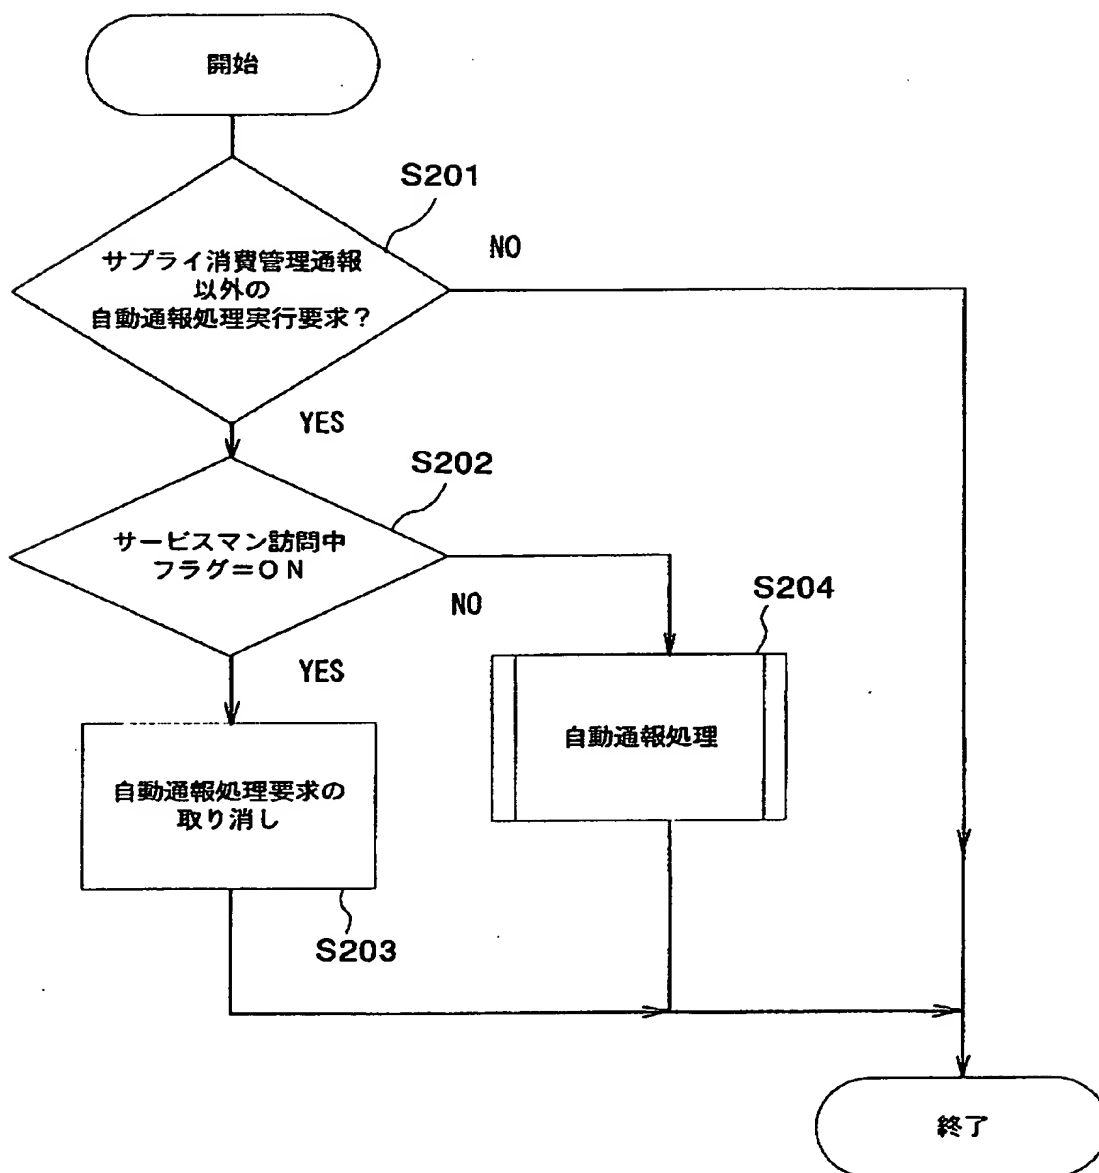 開始
S201
サプライ消費管理通報
以外の
自動通報処理実行要求？
NO
YES
S202
サービスマン訪問中
フラグ＝ＯＮ
NO
YES
S204
自動通報処理
自動通報処理要求の
取り消し
S203
終了